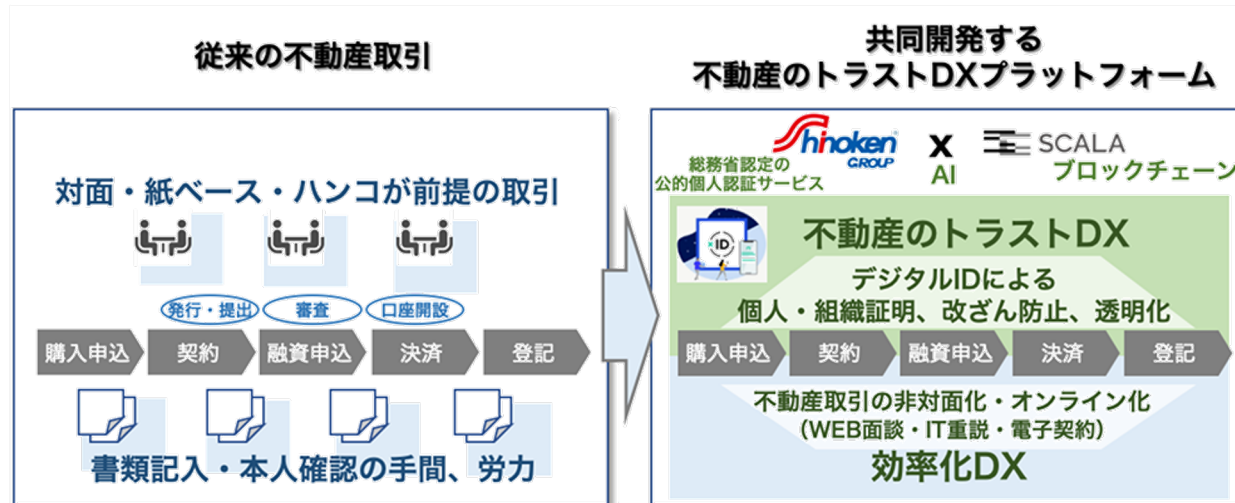 従来の不動産取引
対面・紙ベース・ハンコが前提の取引
発行・提出
審査
口座開設
購入申込
契約
融資申込
決済
登記
書類記入・本人確認の手間、労力
共同開発する
不動産のトラストDXプラットフォーム
Shinoken
GROUP
x
SCALA
総務省認定の
公的個人認証サービス
AI
ブロックチェーン
ID
不動産のトラストDX
デジタルIDによる
個人・組織証明、改ざん防止、透明化
購入申込
契約
融資申込
決済
登記
不動産取引の非対面化・オンライン化
（WEB面談・IT重説・電子契約）
効率化DX